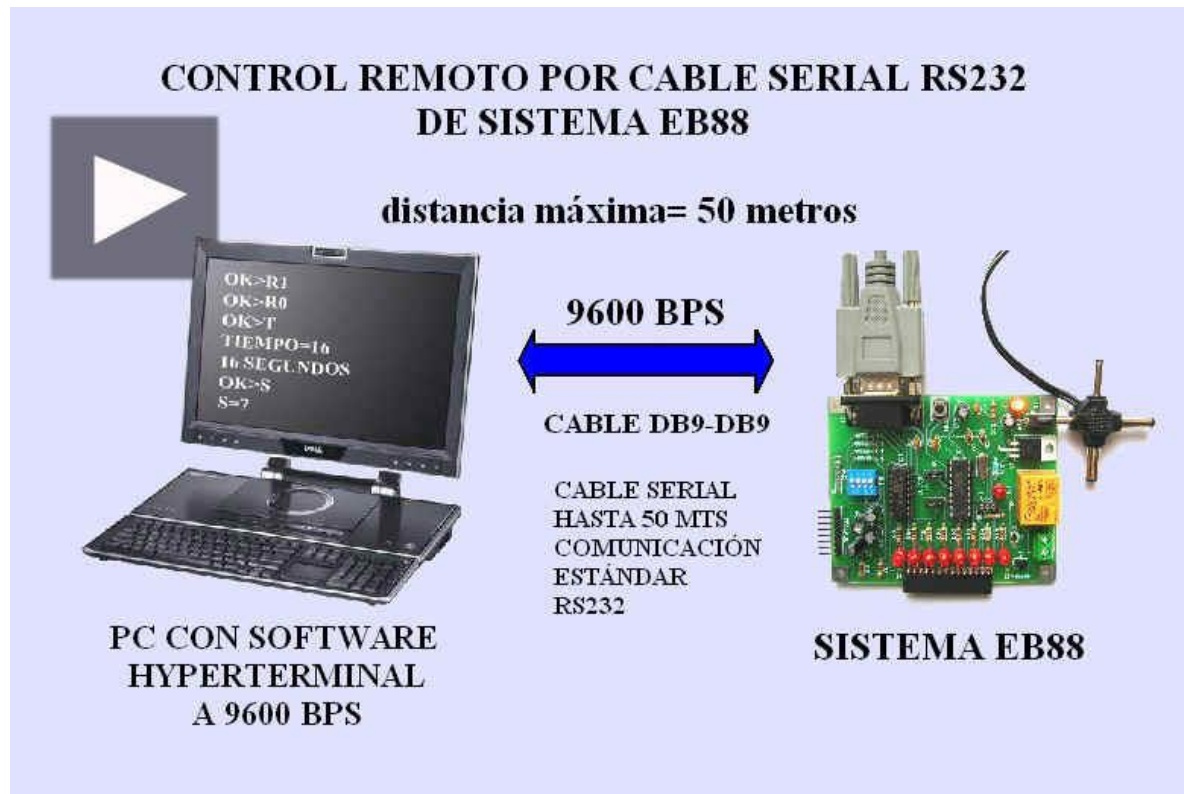 CONTROL REMOTO POR CABLE SERIAL RS232
DE SISTEMA EB88
distancia máxima= 50 metros
OK>R1
OK>R0
OK>T
TIEMPO=16
16 SEGUNDOS
OK>S
S=7
9600 BPS
CABLE DB9-DB9
CABLE SERIAL
HASTA 50 MTS
COMUNICACIÓN
ESTÁNDAR
RS232
PC CON SOFTWARE
HYPERTERMINAL
A 9600 BPS
SISTEMA EB88